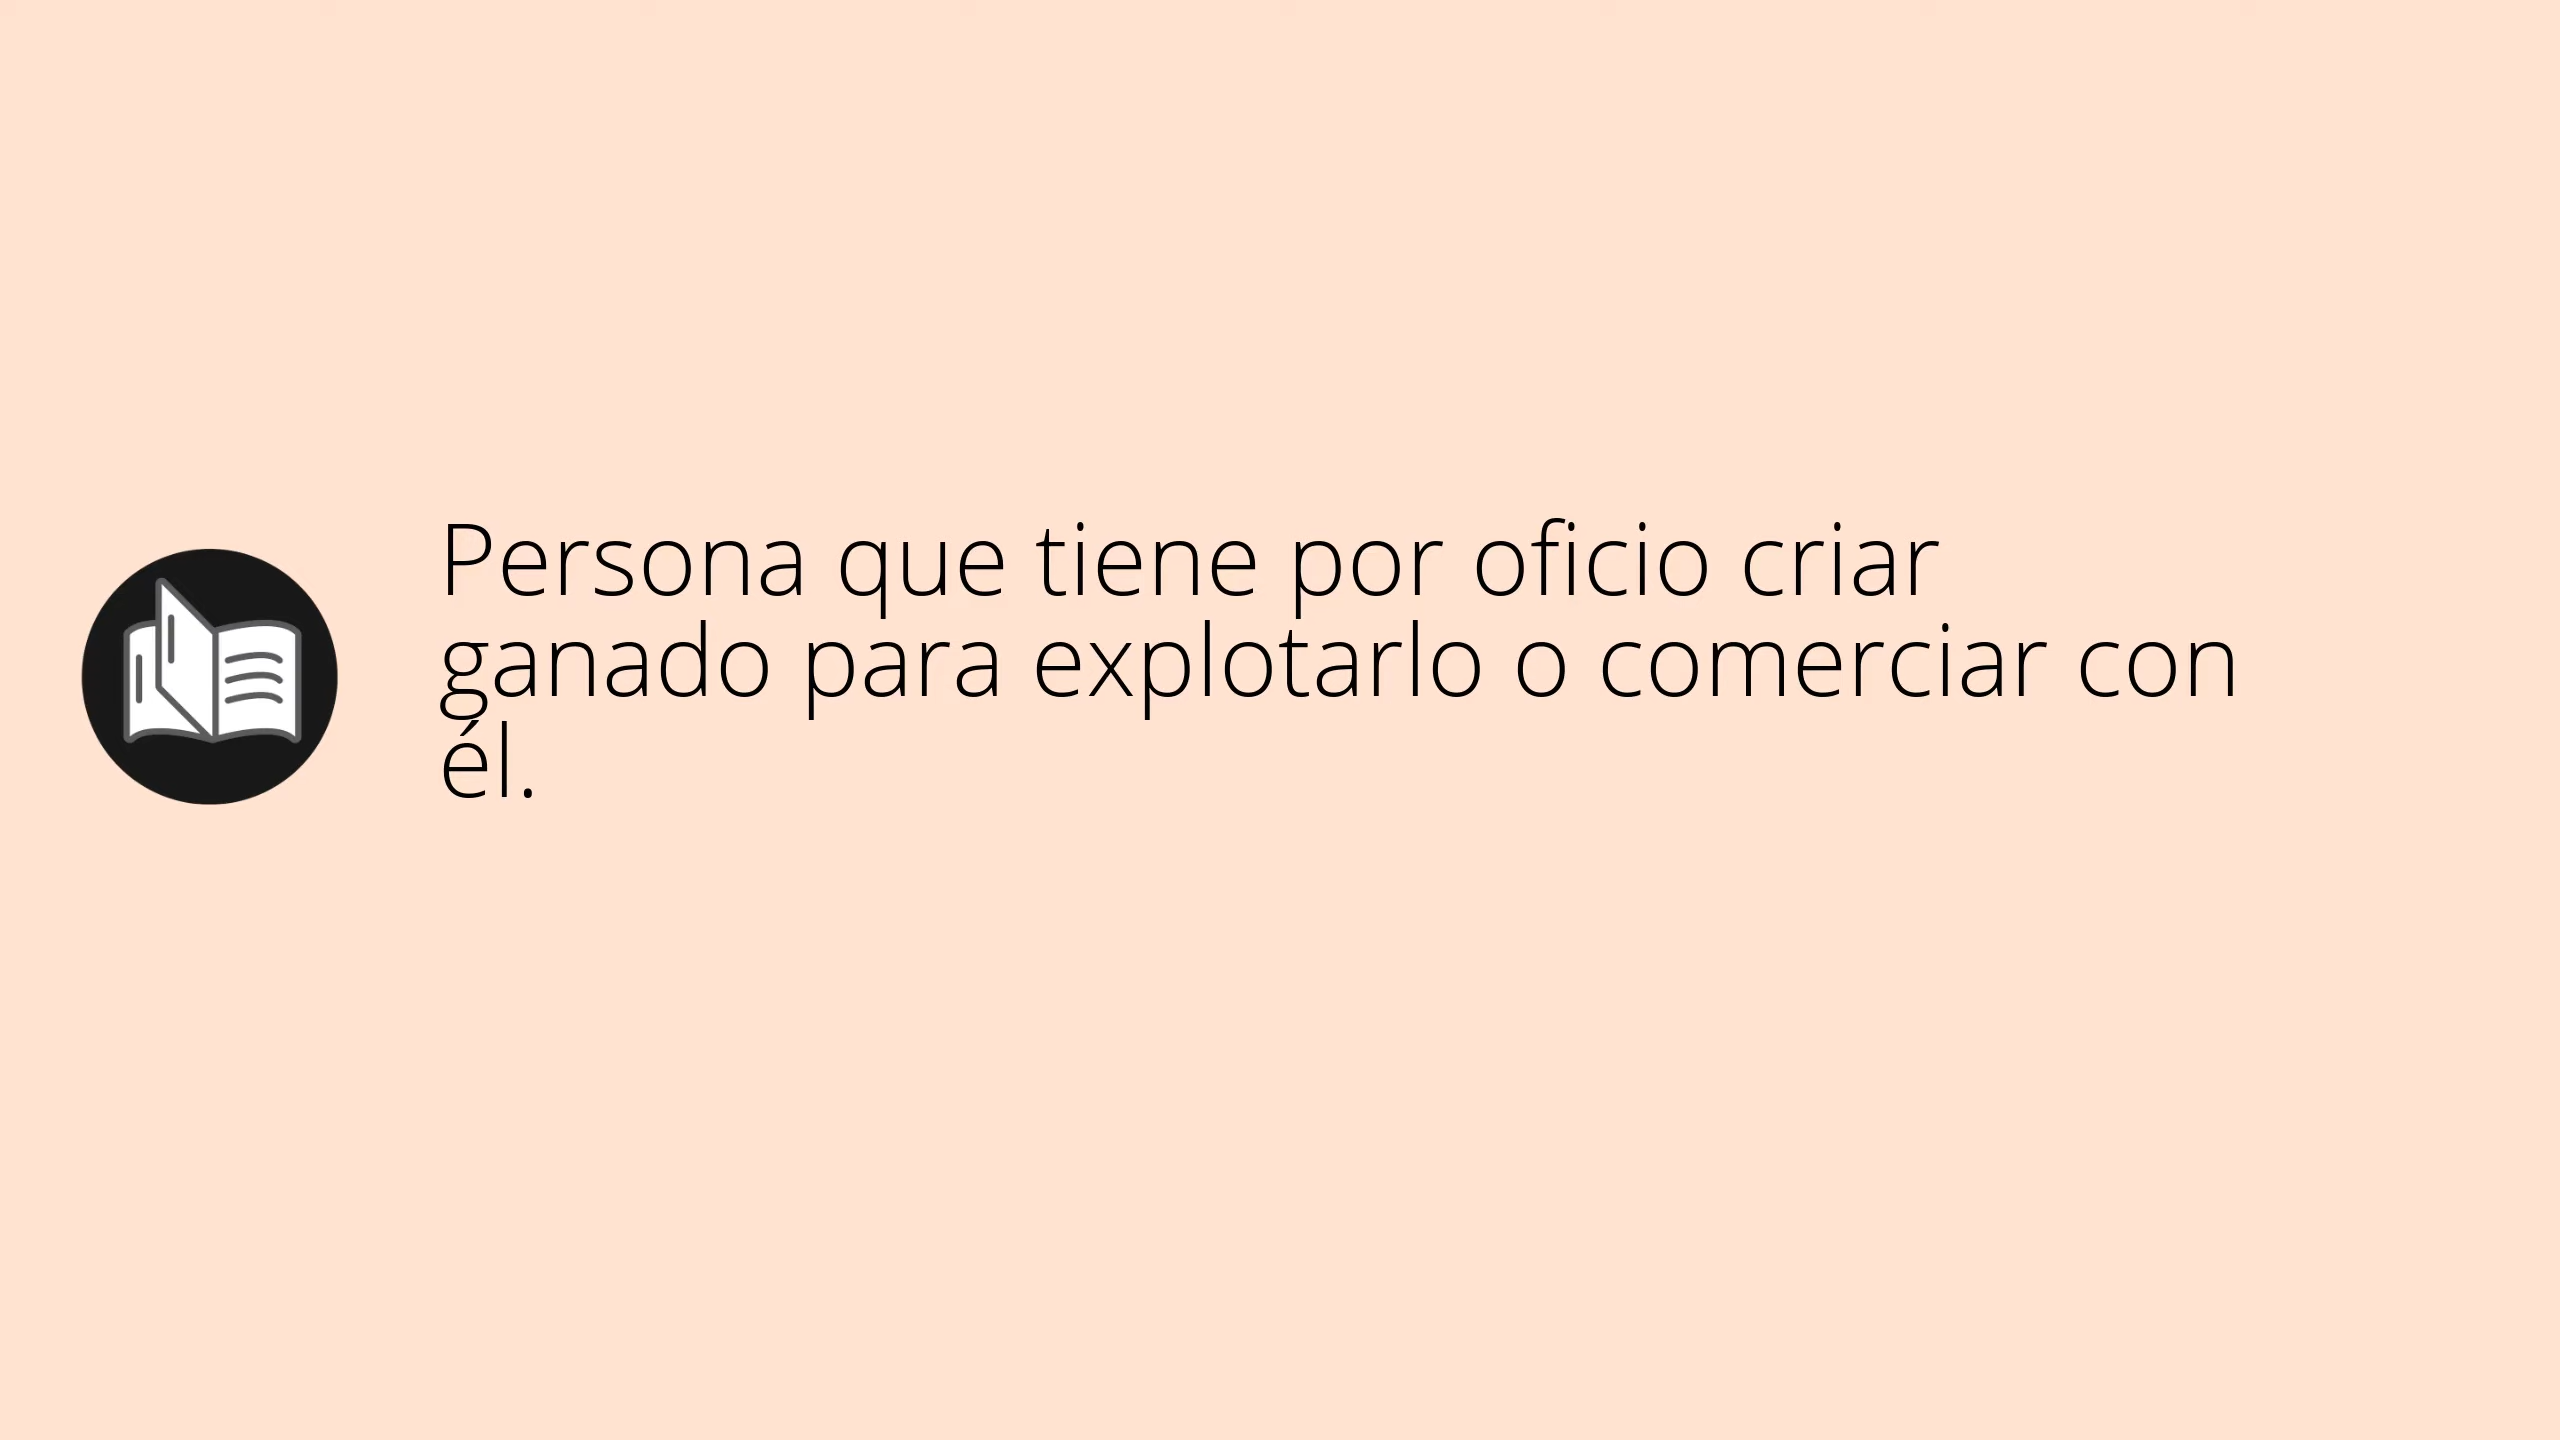 Persona que tiene por oficio criar
ganado para explotarlo o comerciar con
él.